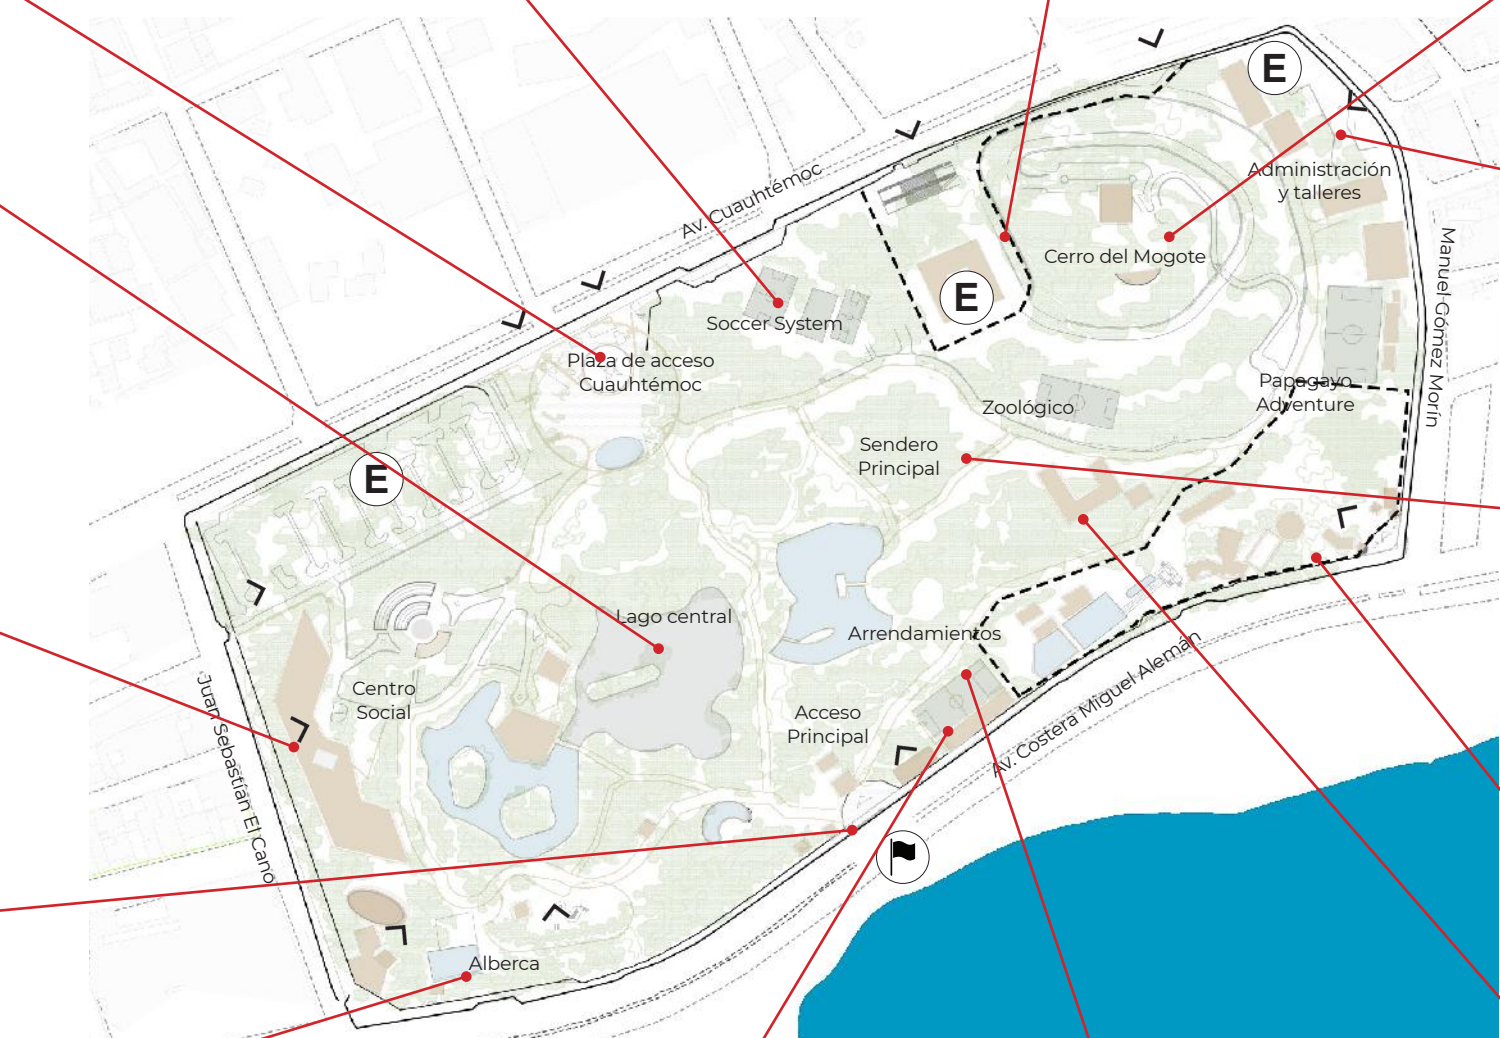 E
Administración
y talleres
Av. Cuauhtémoc
Cerro del Mogote
Manuel Gómez Morín
E
Soccer System
Plaza de acceso
Cuauhtémoc
Papagayo
Adventure
Zoológico
Sendero
Principal
E
Lago central
Arrendamientos
Centro
Social
Acceso
Principal
Av. Costera Miguel Alemán
Juan Sebastían El Cano
Alberca